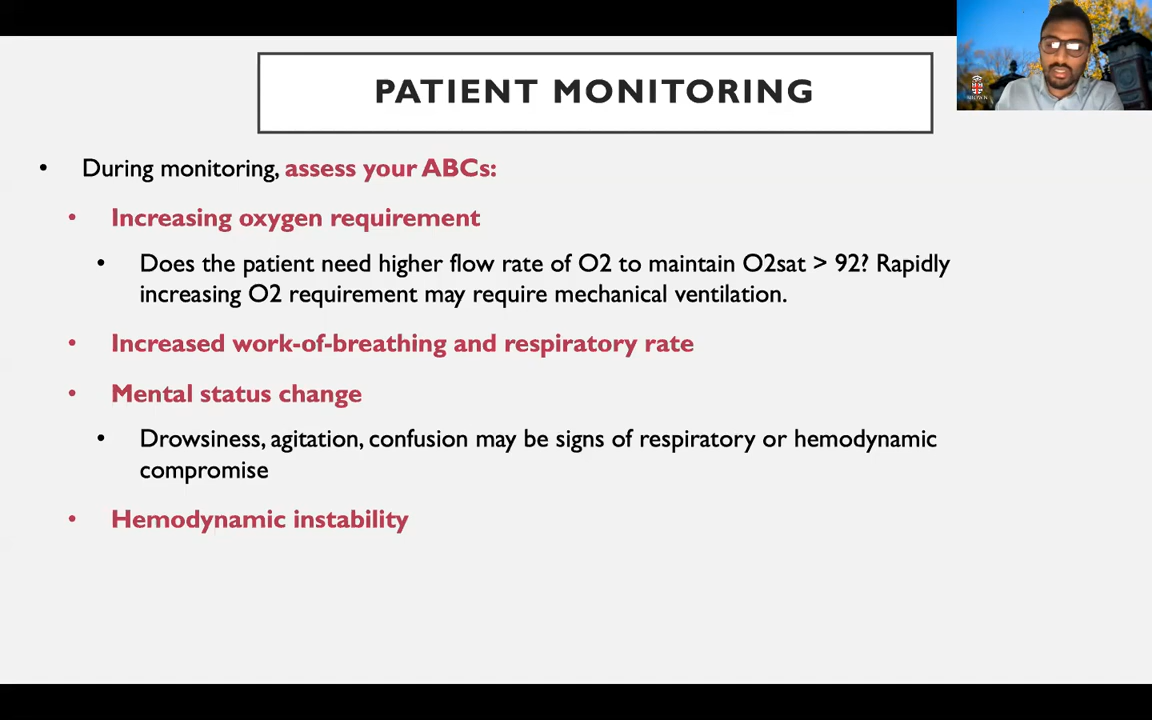 PATIENT MONITORING
• During monitoring, assess your ABCs:
• Increasing oxygen requirement
• Does the patient need higher flow rate of O2 to maintain O2sat > 92? Rapidly
increasing O2 requirement may require mechanical ventilation.
• Increased work-of-breathing and respiratory rate
• Mental status change
• Drowsiness, agitation, confusion may be signs of respiratory or hemodynamic
compromise
• Hemodynamic instability